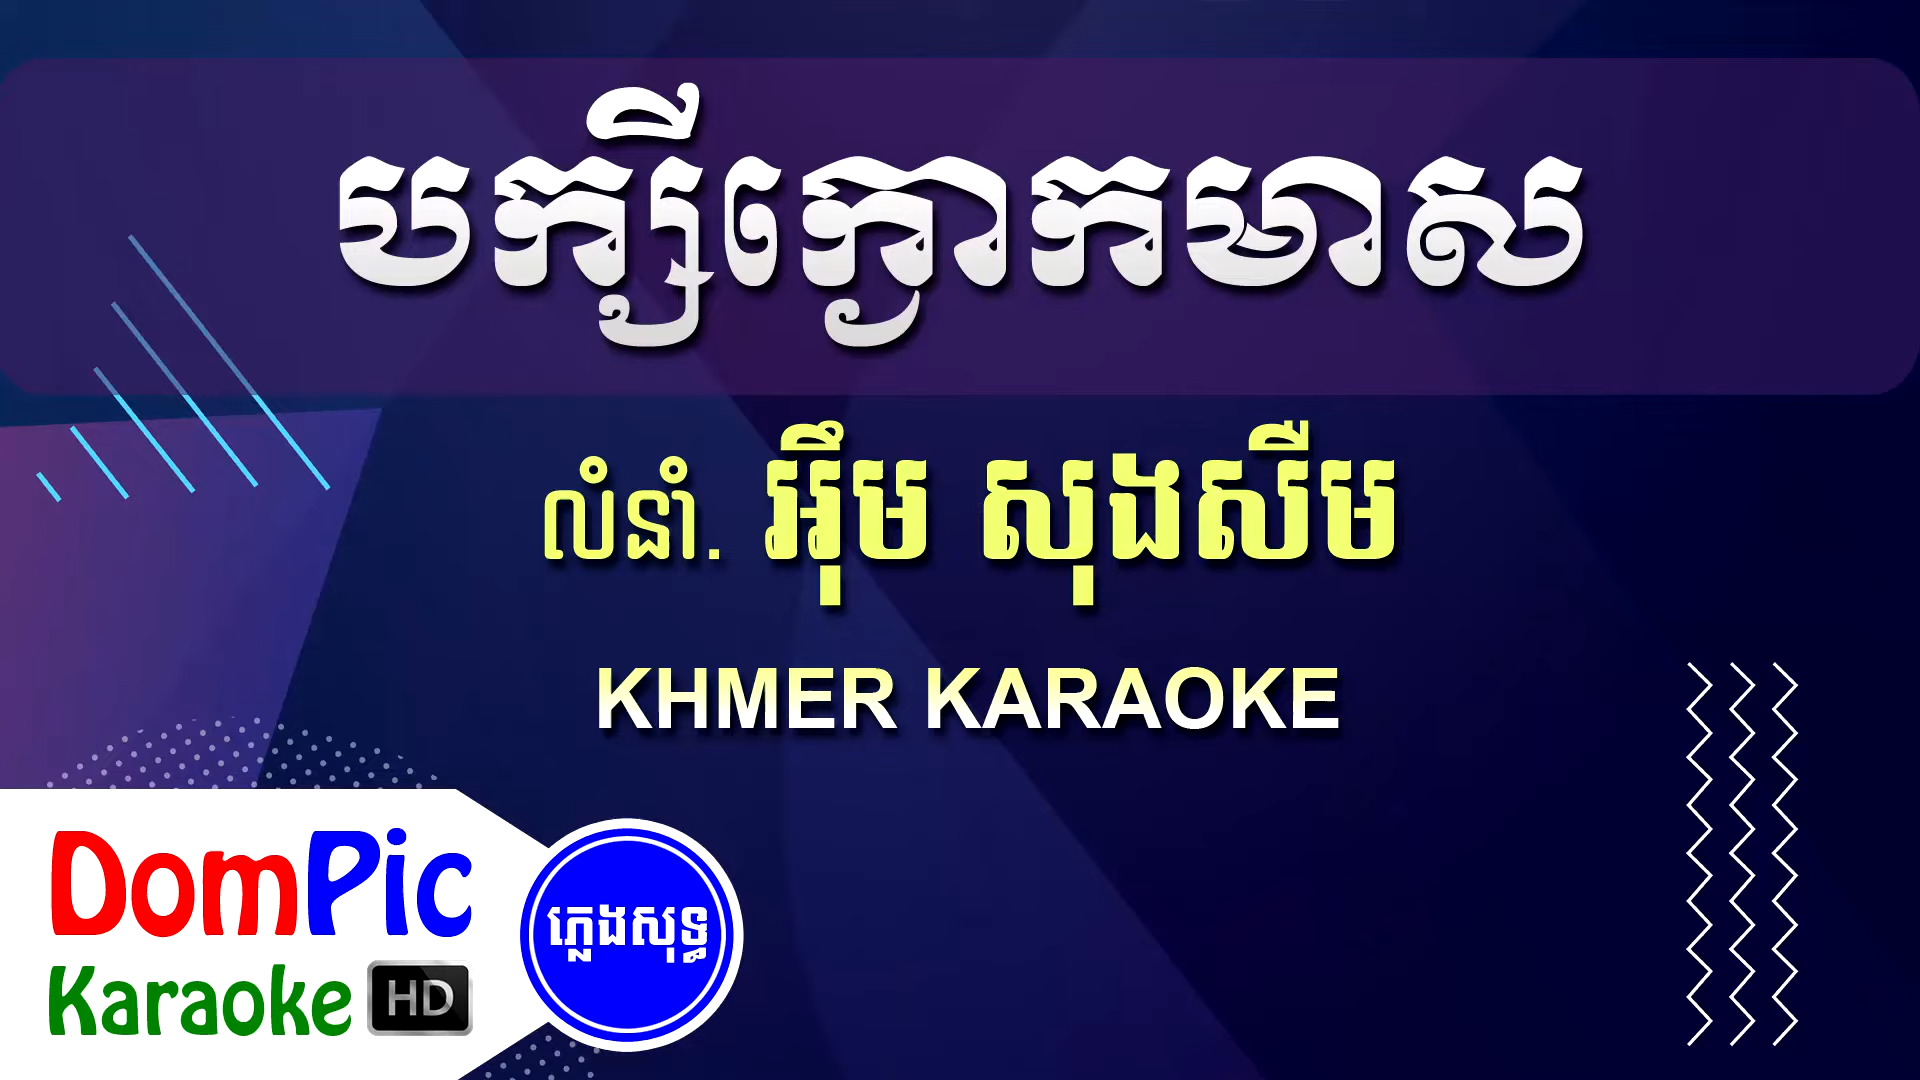 បក្សីក្ងោកមាស
លំនាំ. អ៊ឹម សុងសឺម
KHMER KARAOKE
DomPic
Karaoke HD
ភ្លេងសុទ្ធ